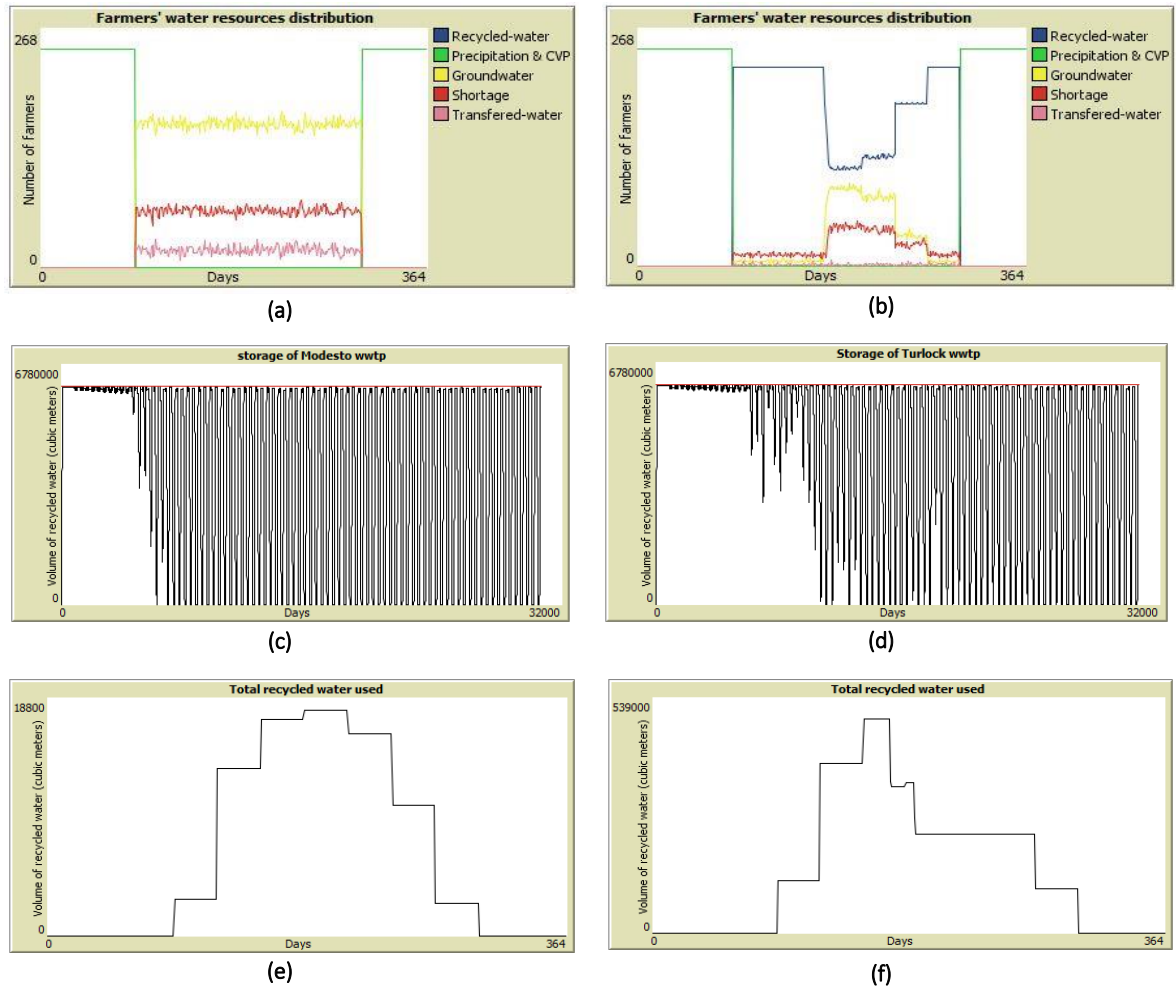 Farmers' water resources distribution
268
Number of farmers
0
0
Days
364
Recycled-water
Precipitation & CVP
Groundwater
Shortage
Transfered-water
(a)
Farmers' water resources distribution
268
Number of farmers
0
0
Days
364
Recycled-water
Precipitation & CVP
Groundwater
Shortage
Transfered-water
(b)
storage of Modesto wwtp
6780000
Volume of recycled water (cubic meters)
0
0
Days
32000
(c)
Storage of Turlock wwtp
6780000
Volume of recycled water (cubic meters)
0
0
Days
32000
(d)
Total recycled water used
18800
Volume of recycled water (cubic meters)
0
0
Days
364
(e)
Total recycled water used
539000
Volume of recycled water (cubic meters)
0
0
Days
364
(f)